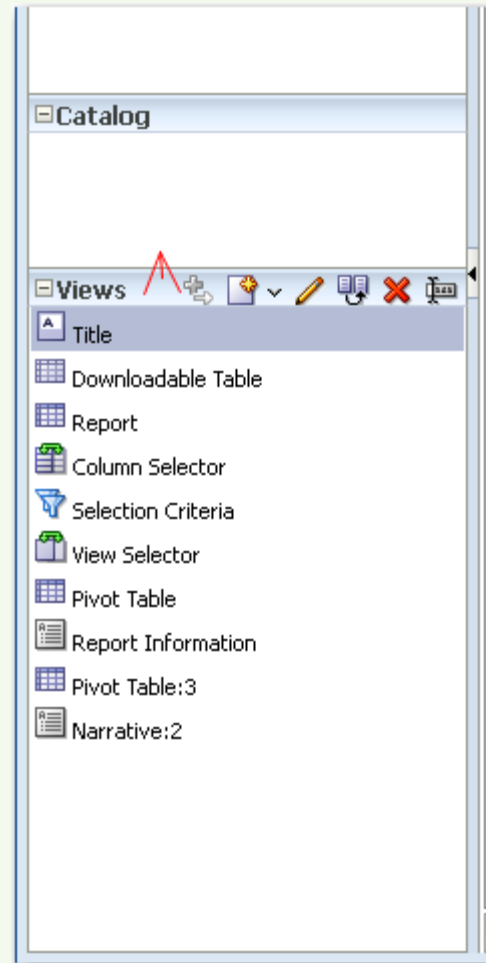 Catalog
Views
Title
Downloadable Table
Report
Column Selector
Selection Criteria
View Selector
Pivot Table
Report Information
Pivot Table:3
Narrative:2